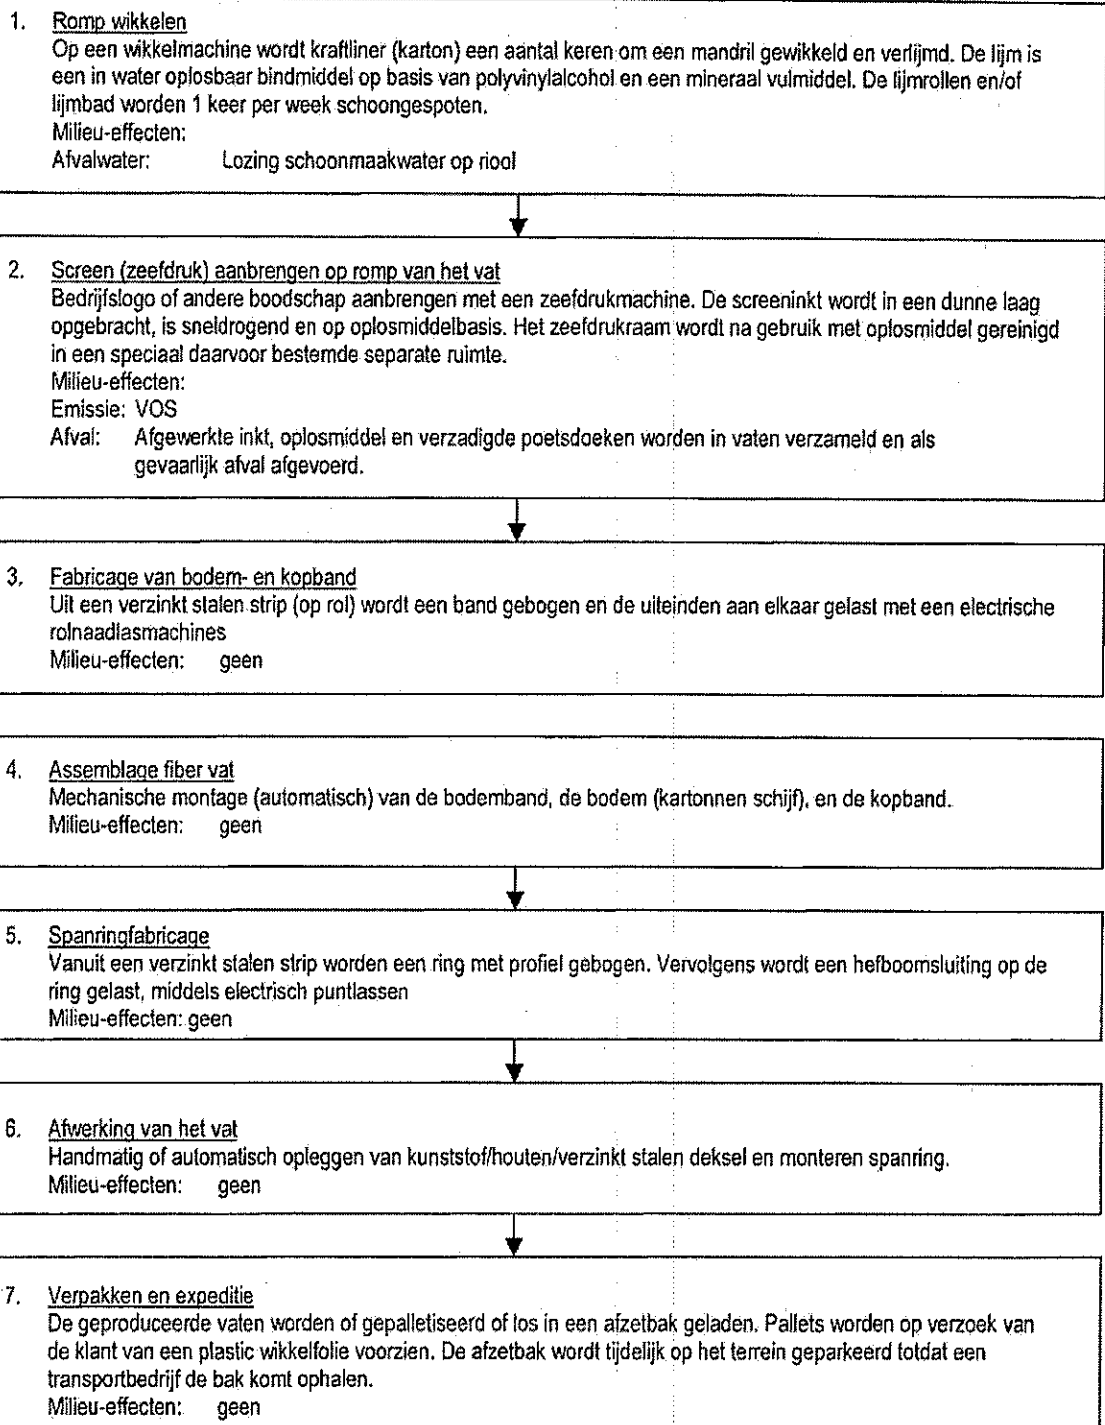 1. Romp wikkelen
Op een wikkelmachine wordt kraftliner (karton) een aantal keren om een mandril gewikkeld en verlijmd. De lijm is
een in water oplosbaar bindmiddel op basis van polyvinylalcohol en een mineraal vulmiddel. De lijmrollen en/of
lijmbad worden 1 keer per week schoongespoten.
Milieu-effecten:
Afvalwater: Lozing schoonmaakwater op riool
2. Screen (zeefdruk) aanbrengen op romp van het vat
Bedrijfslogo of andere boodschap aanbrengen met een zeefdrukmachine. De screeninkt wordt in een dunne laag
opgebracht, is sneldrogend en op oplosmiddelbasis. Het zeefdrukraam wordt na gebruik met oplosmiddel gereinigd
in een speciaal daarvoor bestemde separate ruimte.
Milieu-effecten:
Emissie: VOS
Afval: Afgewerkte inkt, oplosmiddel en verzadigde poetsdoeken worden in vaten verzameld en als
gevaarlijk afval afgevoerd.
3. Fabricage van bodem- en kopband
Uit een verzinkt stalen strip (op rol) wordt een band gebogen en de uiteinden aan elkaar gelast met een electrische
rolnaadlasmachines
Milieu-effecten: geen
4. Assemblage fiber vat
Mechanische montage (automatisch) van de bodemband, de bodem (kartonnen schijf), en de kopband.
Milieu-effecten: geen
5. Spanringfabricage
Vanuit een verzinkt stalen strip worden een ring met profiel gebogen. Vervolgens wordt een hefboomsluiting op de
ring gelast, middels electrisch puntlassen
Milieu-effecten: geen
6. Afwerking van het vat
Handmatig of automatisch opleggen van kunststof/houten/verzinkt stalen deksel en monteren spanring.
Milieu-effecten: geen
7. Verpakken en expeditie
De geproduceerde vaten worden of gepalletiseerd of los in een afzetbak geladen. Pallets worden op verzoek van
de klant van een plastic wikkelfolie voorzien. De afzetbak wordt tijdelijk op het terrein geparkeerd totdat een
transportbedrijf de bak komt ophalen.
Milieu-effecten: geen